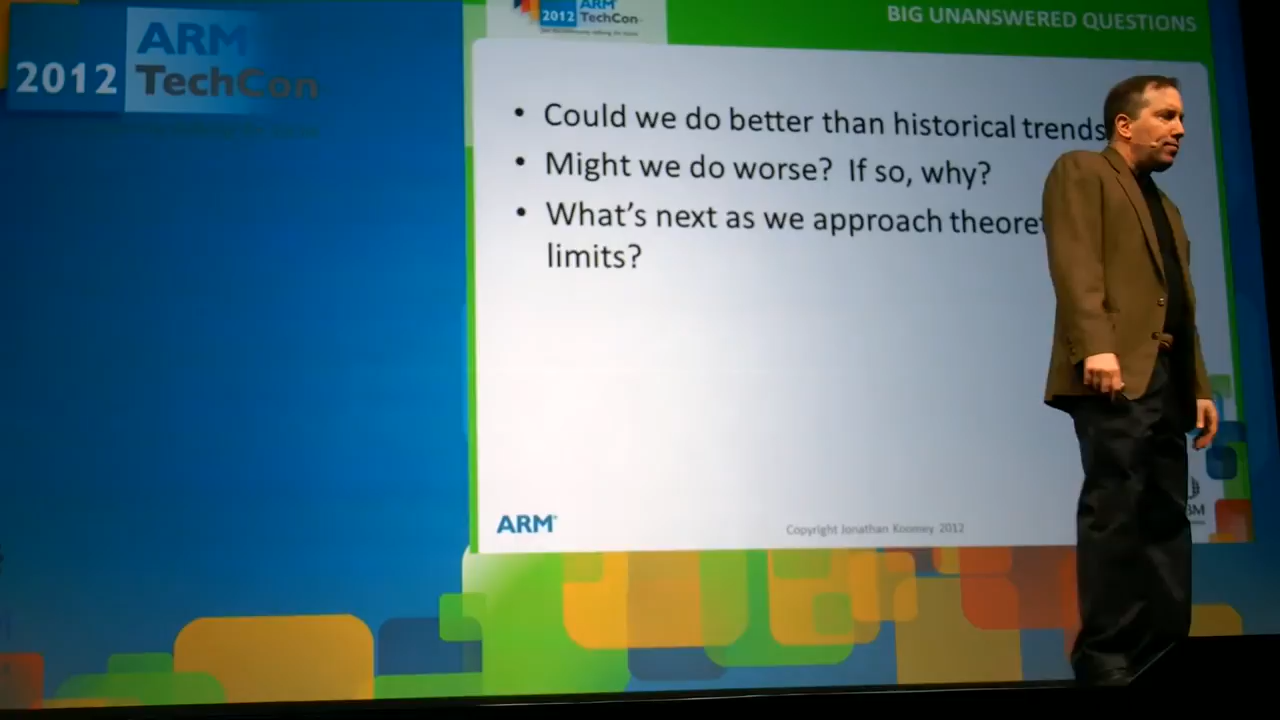 2012
ARM
TechCon
2012
ARM
TechCon
BIG UNANSWERED QUESTIONS
• Could we do better than historical trends
• Might we do worse? If so, why?
• What's next as we approach theoret
limits?
ARM
Copyright Jonathan Koomey 2012